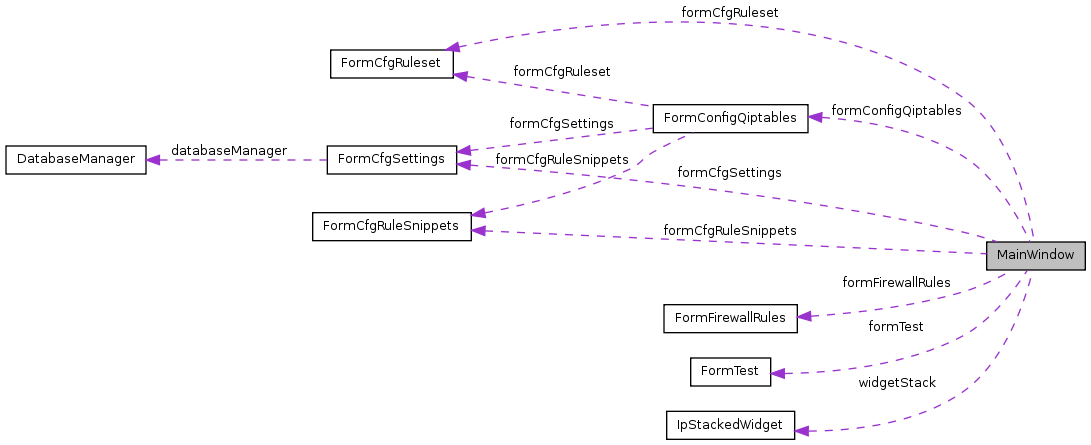 formCfgRuleset
FormCfgRuleset
formCfgRuleset
FormConfigQiptables
formConfigQiptables
formCfgSettings
databaseManager
DatabaseManager
FormCfgSettings
formCfgRuleSnippets
formCfgSettings
FormCfgRuleSnippets
formCfgRuleSnippets
MainWindow
formFirewallRules
FormFirewallRules
formTest
FormTest
widgetStack
IpStackedWidget